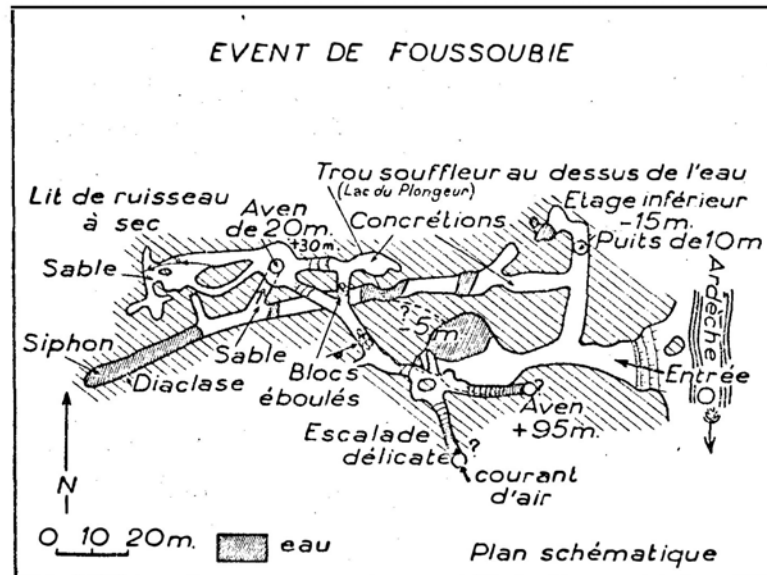 EVENT DE FOUSSOUBIE
Trou souffleur au dessus de l'eau
(Lac du Plongeur)
Lit de ruisseau
à sec
Aven
de 20m.
+30m
Concrétions
Etage inférieur
-15m.
Puits de 10m
Sable
Ardèche
?
-5m
Siphon
Sable
Diaclase
Blocs
éboulés
Entrée
?
Aven
+95m.
Escalade
délicate
?
courant
d'air
N
0 10 20m.
eau
Plan schématique